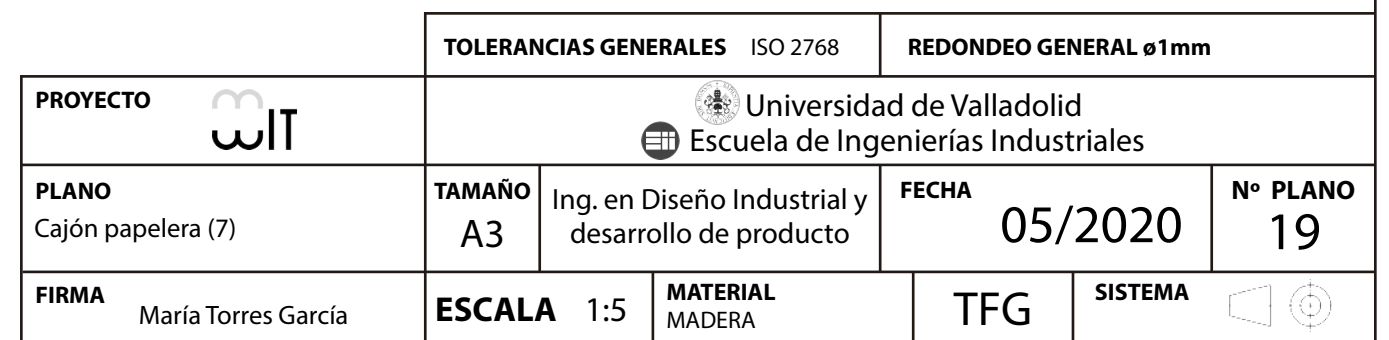 TOLERANCIAS GENERALES ISO 2768
REDONDEO GENERAL ø1mm
PROYECTO
IT
Universidad de Valladolid
Escuela de Ingenierías Industriales
PLANO
Cajón papelera (7)
TAMAÑO
A3
Ing. en Diseño Industrial y
desarrollo de producto
FECHA
05/2020
Nº PLANO
19
FIRMA
María Torres García
ESCALA 1:5
MATERIAL
MADERA
TFG
SISTEMA